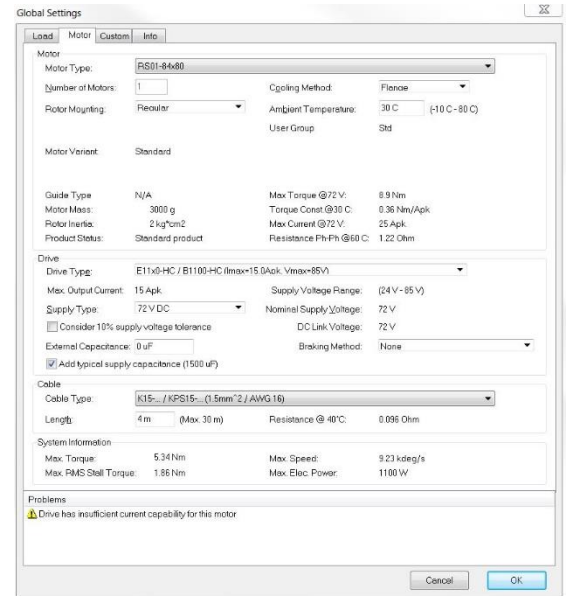 Global Settings
Load Motor Custom Info
Motor
Motor Type: RS01-84x80
Number of Motors: 1 Cooling Method: Flange
Rotor Mounting: Regular Ambient Temperature: 30 C (-10 C - 80 C)
User Group Std
Motor Variant: Standard
Guide Type N/A Max Torque @72 V: 8.9 Nm
Motor Mass: 3000 g Torque Const @30 C: 0.36 Nm/Apk
Rotor Inertia: 2 kg*cm2 Max Current @72 V: 25 Apk
Product Status: Standard product Resistance Ph-Ph @60 C: 1.22 Ohm
Drive
Drive Type: E11x0-HC / B1100-HC (Imax=15.0Apk, Vmax=85V)
Max. Output Current: 15 Apk Supply Voltage Range: (24 V - 85 V)
Supply Type: 72 V DC Nominal Supply Voltage: 72 V
Consider 10% supply voltage tolerance DC Link Voltage: 72 V
External Capacitance: 0 uF Braking Method: None
Add typical supply capacitance (1500 uF)
Cable
Cable Type: K15-... / KPS15-... (1.5mm^2 / AWG 16)
Length: 4 m (Max. 30 m) Resistance @ 40°C: 0.096 Ohm
System Information
Max. Torque: 5.34 Nm Max. Speed: 9.23 kdeg/s
Max. RMS Stall Torque: 1.86 Nm Max. Elec. Power: 1100 W
Problems
Drive has insufficient current capability for this motor
Cancel OK